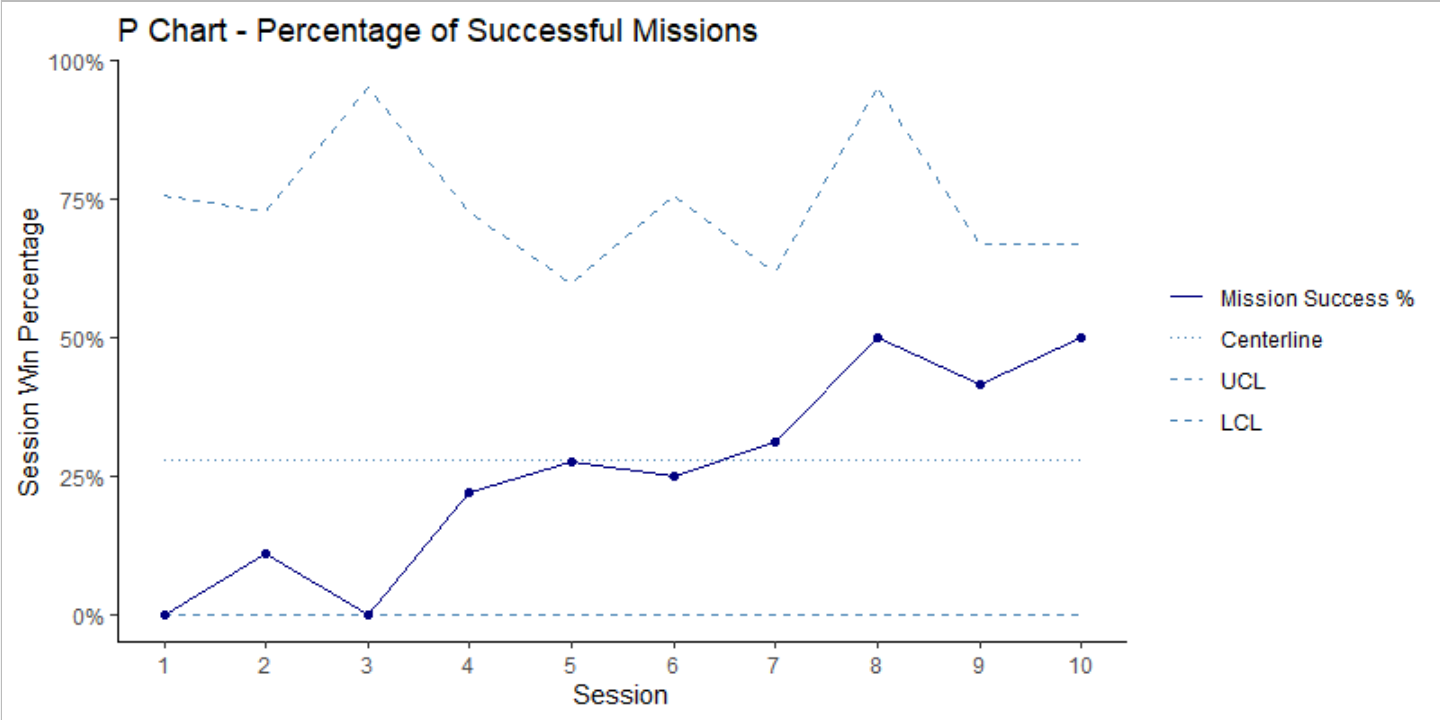 P Chart - Percentage of Successful Missions
100%
75%
50%
25%
0%
Session Win Percentage
1 2 3 4 5 6 7 8 9 10
Session
Mission Success %
Centerline
UCL
LCL